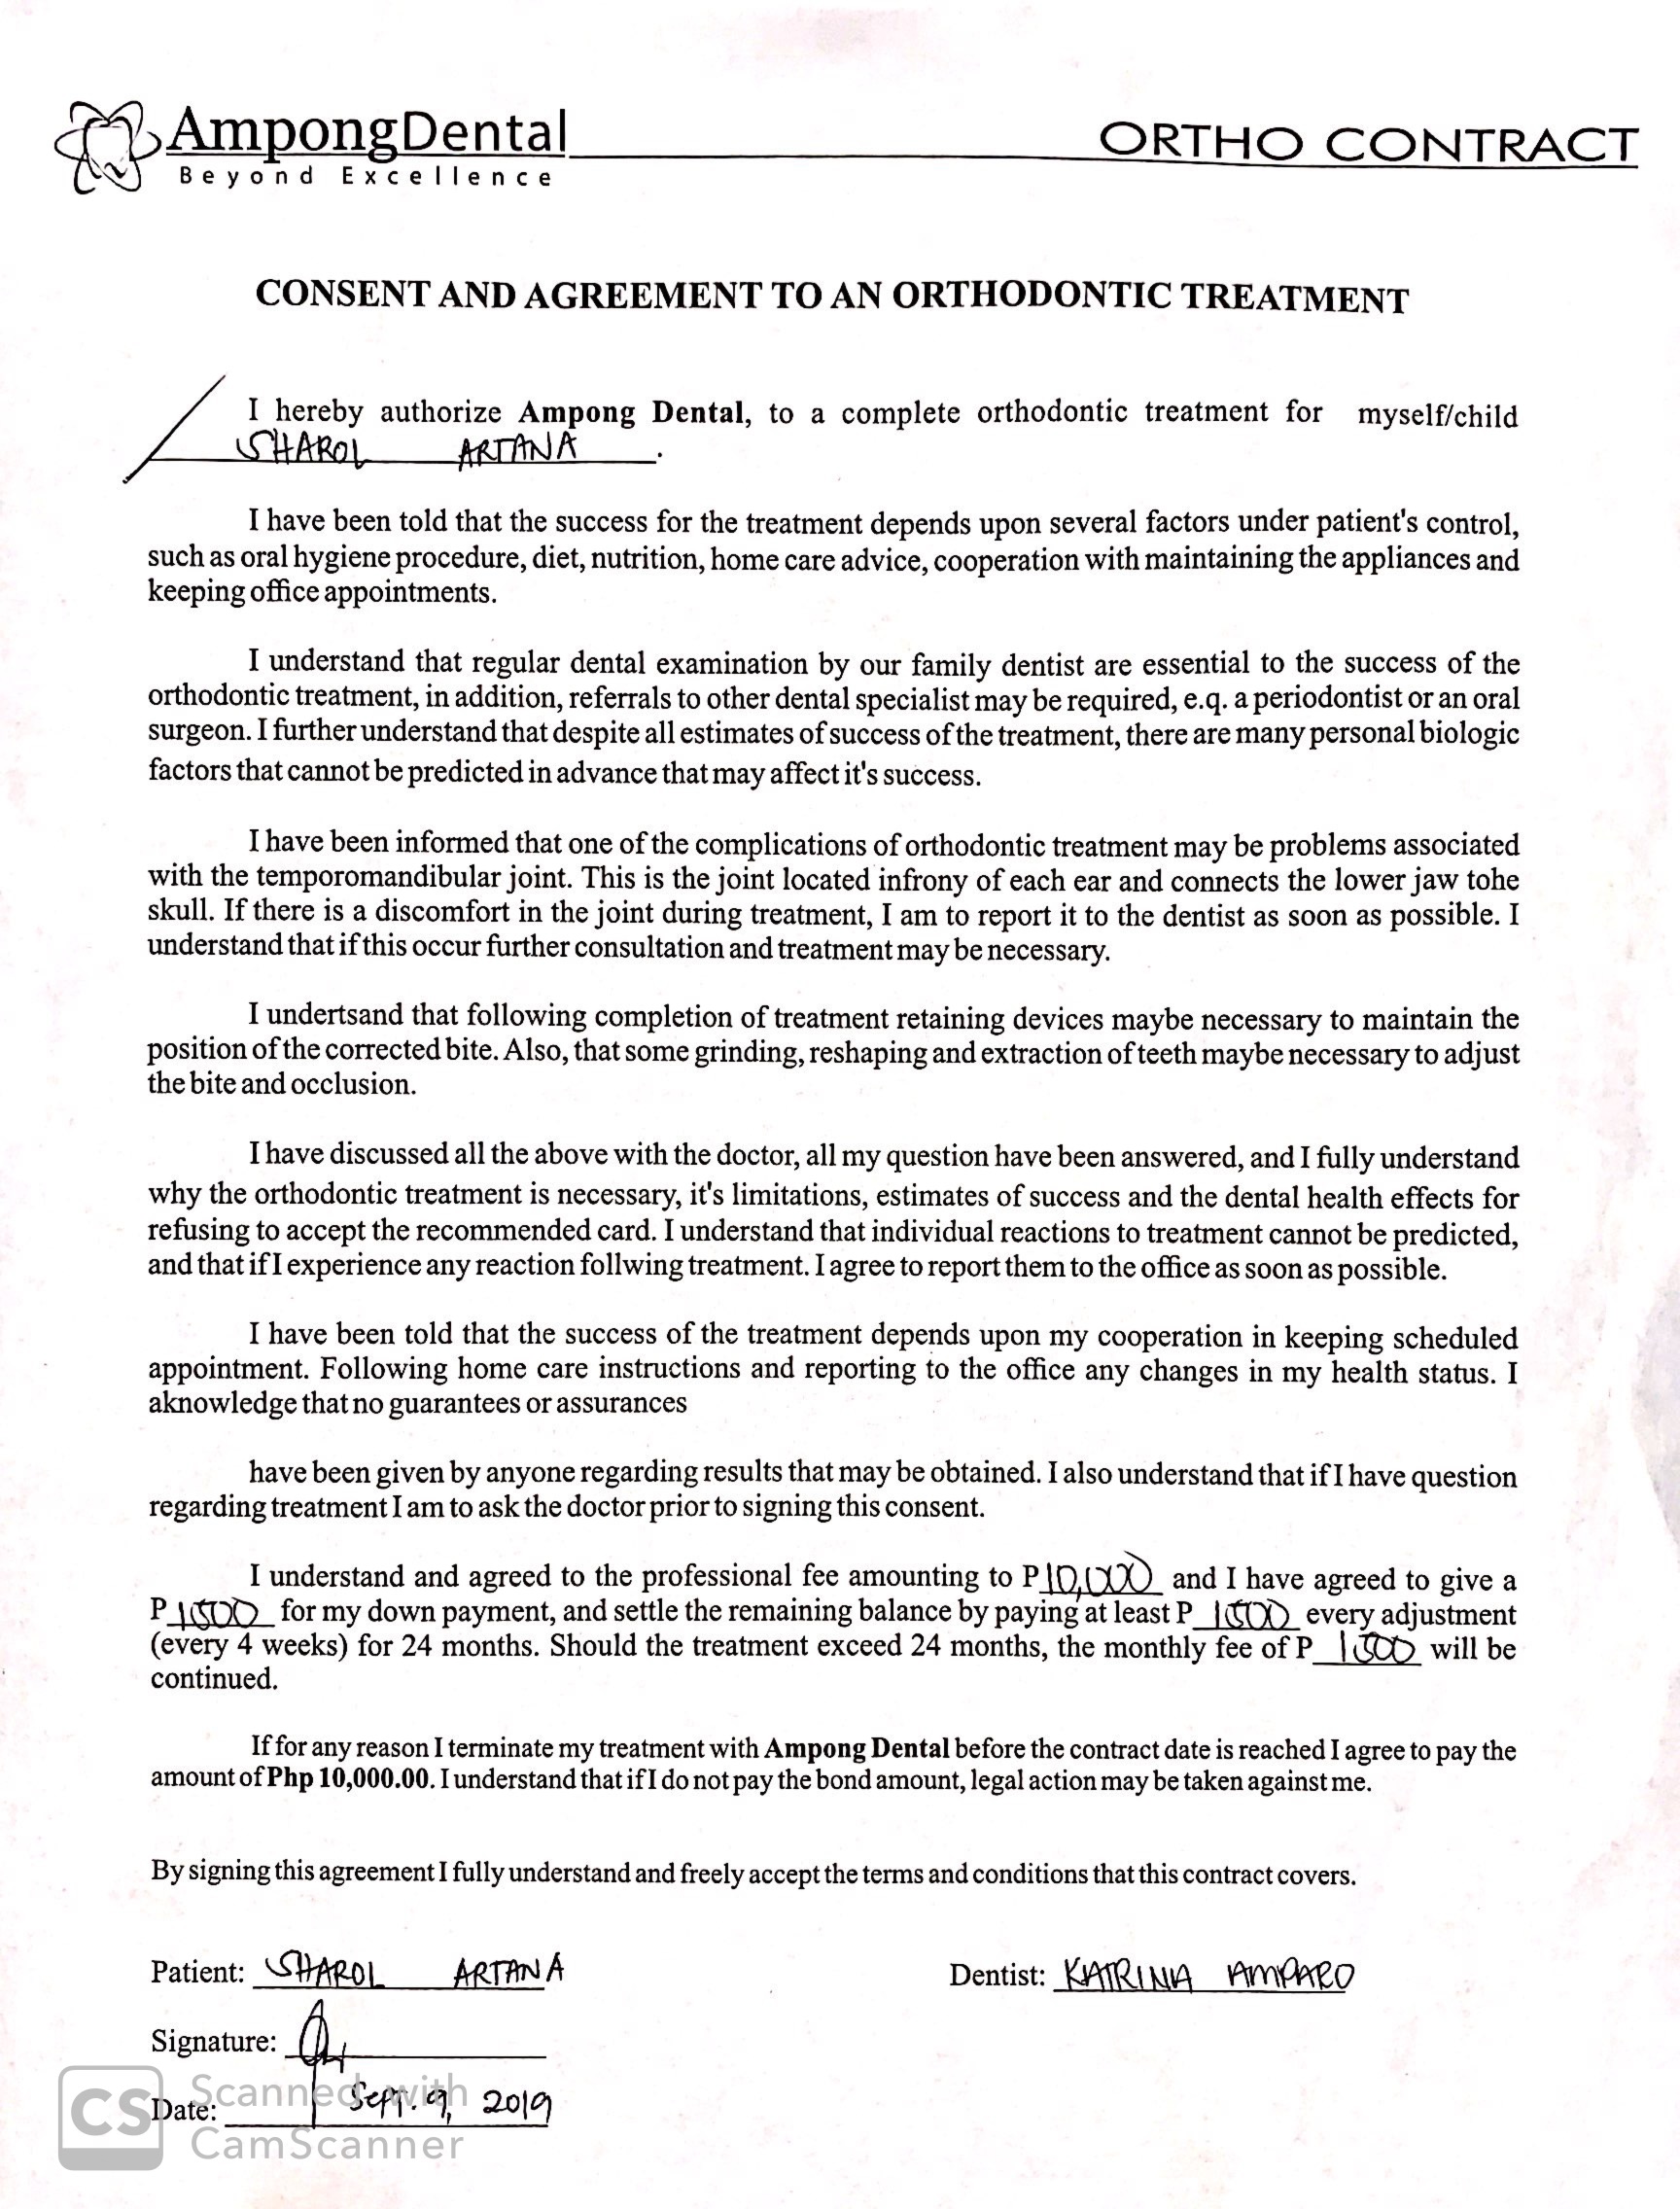 AmpongDental
Beyond Excellence
ORTHO CONTRACT
CONSENT AND AGREEMENT TO AN ORTHODONTIC TREATMENT
I hereby authorize Ampong Dental, to a complete orthodontic treatment for myself/child
SHAROL ARTANA.
I have been told that the success for the treatment depends upon several factors under patient's control,
such as oral hygiene procedure, diet, nutrition, home care advice, cooperation with maintaining the appliances and
keeping office appointments.
I understand that regular dental examination by our family dentist are essential to the success of the
orthodontic treatment, in addition, referrals to other dental specialist may be required, e.q. a periodontist or an oral
surgeon. I further understand that despite all estimates of success of the treatment, there are many personal biologic
factors that cannot be predicted in advance that may affect it's success.
I have been informed that one of the complications of orthodontic treatment may be problems associated
with the temporomandibular joint. This is the joint located infrony of each ear and connects the lower jaw tohe
skull. If there is a discomfort in the joint during treatment, I am to report it to the dentist as soon as possible. I
understand that if this occur further consultation and treatment may be necessary.
I undertsand that following completion of treatment retaining devices maybe necessary to maintain the
position of the corrected bite. Also, that some grinding, reshaping and extraction of teeth maybe necessary to adjust
the bite and occlusion.
I have discussed all the above with the doctor, all my question have been answered, and I fully understand
why the orthodontic treatment is necessary, it's limitations, estimates of success and the dental health effects for
refusing to accept the recommended card. I understand that individual reactions to treatment cannot be predicted,
and that if I experience any reaction follwing treatment. I agree to report them to the office as soon as possible.
I have been told that the success of the treatment depends upon my cooperation in keeping scheduled
appointment. Following home care instructions and reporting to the office any changes in my health status. I
aknowledge that no guarantees or assurances
have been given by anyone regarding results that may be obtained. I also understand that if I have question
regarding treatment I am to ask the doctor prior to signing this consent.
I understand and agreed to the professional fee amounting to P 10,000 and I have agreed to give a
P 1500 for my down payment, and settle the remaining balance by paying at least P 1500 every adjustment
(every 4 weeks) for 24 months. Should the treatment exceed 24 months, the monthly fee of P 1500 will be
continued.
If for any reason I terminate my treatment with Ampong Dental before the contract date is reached I agree to pay the
amount of Php 10,000.00. I understand that if I do not pay the bond amount, legal action may be taken against me.
By signing this agreement I fully understand and freely accept the terms and conditions that this contract covers.
Patient: SHAROL ARTANA Dentist: KATRINA AMPARO
Signature:
Date: Sept. 9, 2019
CS Scanned with
CamScanner